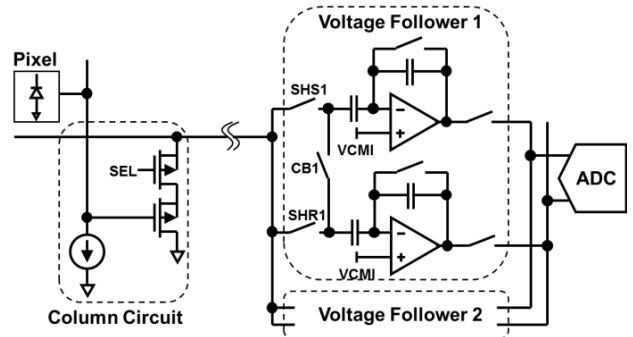 Voltage Follower 1
Pixel
SHS1
VCMI
SEL
CB1
ADC
SHR1
VCMI
Column Circuit
Voltage Follower 2